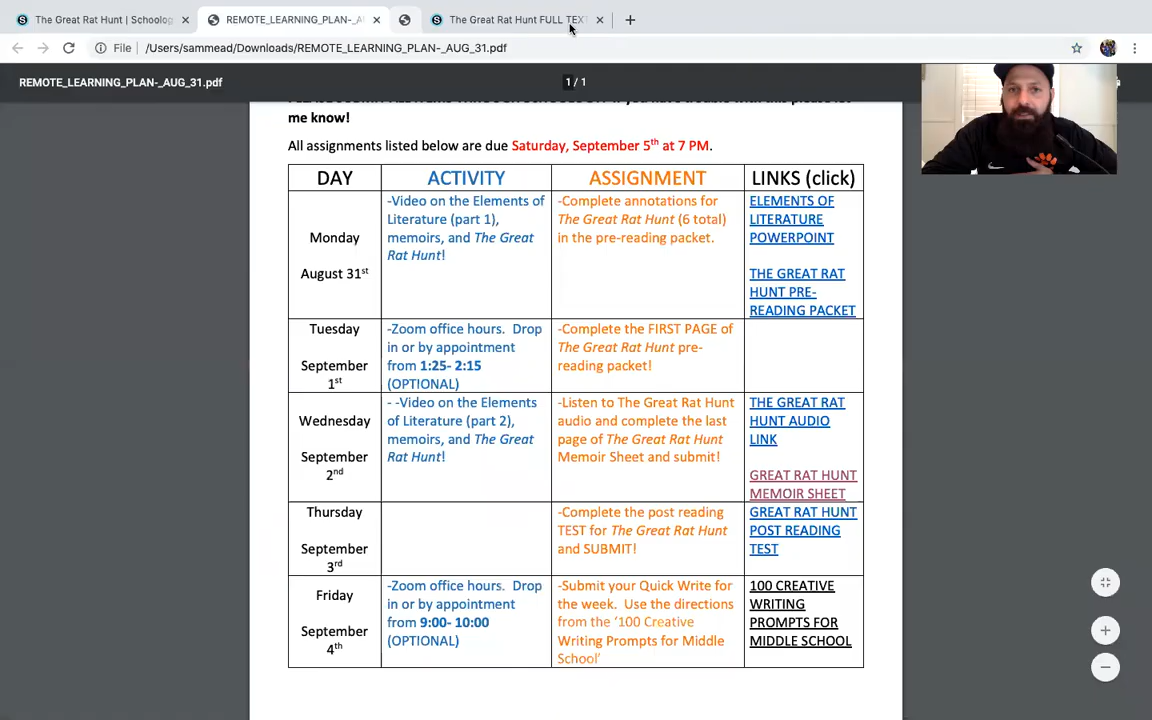 The Great Rat Hunt | Schoolog
REMOTE_LEARNING_PLAN-_A
The Great Rat Hunt FULL TEX
File /Users/sammead/Downloads/REMOTE_LEARNING_PLAN-_AUG_31.pdf
REMOTE_LEARNING_PLAN-_AUG_31.pdf
1 / 1
me know!
All assignments listed below are due Saturday, September 5th at 7 PM.
DAY ACTIVITY ASSIGNMENT LINKS (click)
Monday
August 31st
-Video on the Elements of
Literature (part 1),
memoirs, and The Great
Rat Hunt!
-Complete annotations for
The Great Rat Hunt (6 total)
in the pre-reading packet.
ELEMENTS OF
LITERATURE
POWERPOINT
THE GREAT RAT
HUNT PRE-
READING PACKET
Tuesday
September
1st
-Zoom office hours. Drop
in or by appointment
from 1:25- 2:15
(OPTIONAL)
-Complete the FIRST PAGE of
The Great Rat Hunt pre-
reading packet!
Wednesday
September
2nd
- -Video on the Elements
of Literature (part 2),
memoirs, and The Great
Rat Hunt!
-Listen to The Great Rat Hunt
audio and complete the last
page of The Great Rat Hunt
Memoir Sheet and submit!
THE GREAT RAT
HUNT AUDIO
LINK
GREAT RAT HUNT
MEMOIR SHEET
Thursday
September
3rd
-Complete the post reading
TEST for The Great Rat Hunt
and SUBMIT!
GREAT RAT HUNT
POST READING
TEST
Friday
September
4th
-Zoom office hours. Drop
in or by appointment
from 9:00- 10:00
(OPTIONAL)
-Submit your Quick Write for
the week. Use the directions
from the '100 Creative
Writing Prompts for Middle
School'
100 CREATIVE
WRITING
PROMPTS FOR
MIDDLE SCHOOL